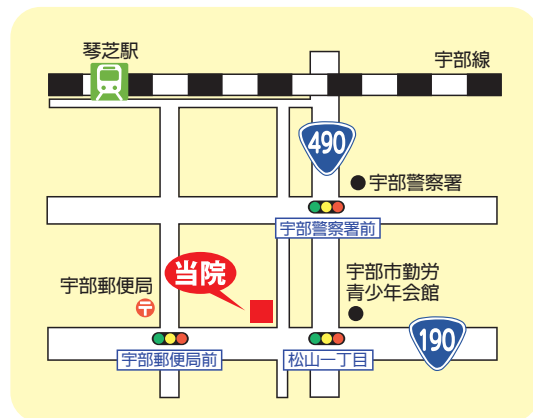 琴芝駅
宇部線
490
宇部警察署
宇部警察署前
当院
宇部郵便局
〒
宇部市勤労
青少年会館
190
宇部郵便局前
松山一丁目